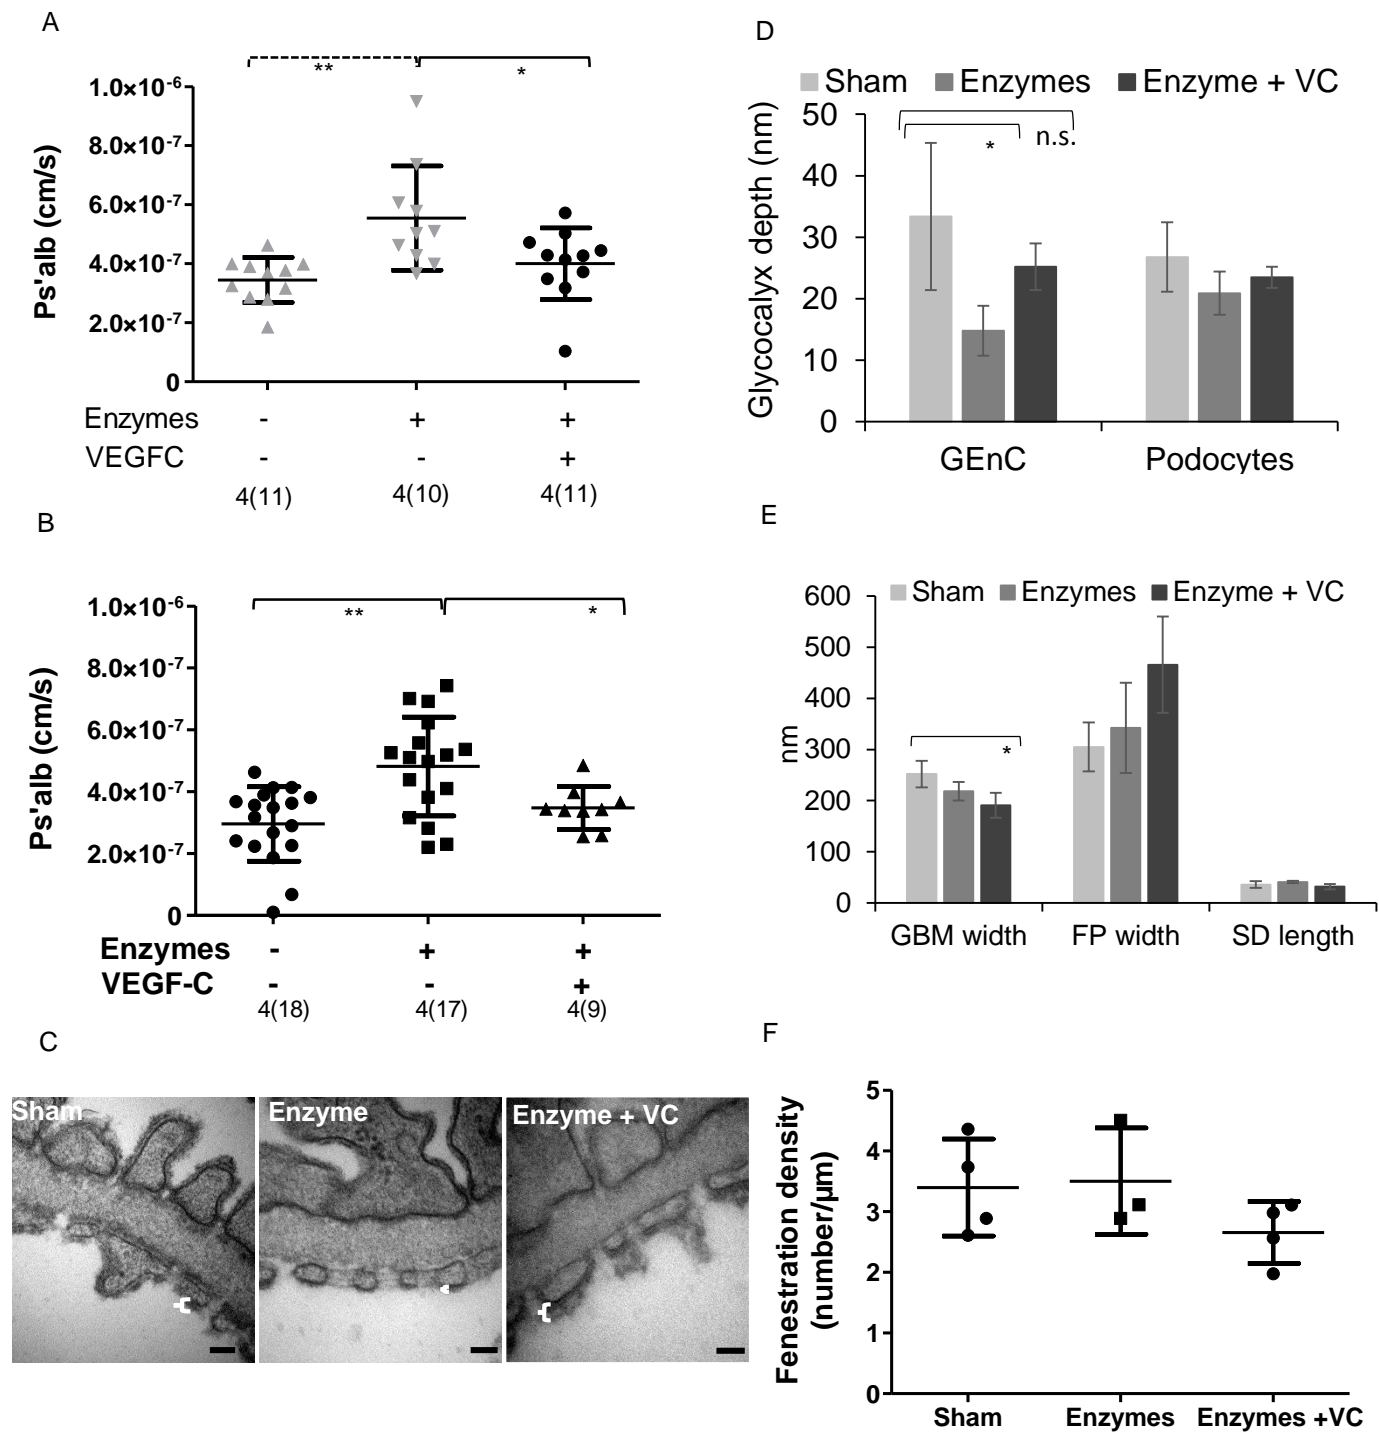 A
** *
1.0×10-6
8.0×10-7
6.0×10-7
4.0×10-7
2.0×10-7
0
Ps'alb (cm/s)
Enzymes - + +
VEGFC - - +
4(11) 4(10) 4(11)
B
** *
1.0×10-6
8.0×10-7
6.0×10-7
4.0×10-7
2.0×10-7
0
Ps'alb (cm/s)
Enzymes - + +
VEGF-C - - +
4(18) 4(17) 4(9)
C
Sham Enzyme Enzyme + VC
D
Sham Enzymes Enzyme + VC
* n.s.
50
40
30
20
10
0
Glycocalyx depth (nm)
GEnC Podocytes
E
Sham Enzymes Enzyme + VC
*
600
500
400
300
200
100
0
nm
GBM width FP width SD length
F
5
4
3
2
1
0
Fenestration density
(number/μm)
Sham Enzymes Enzymes +VC